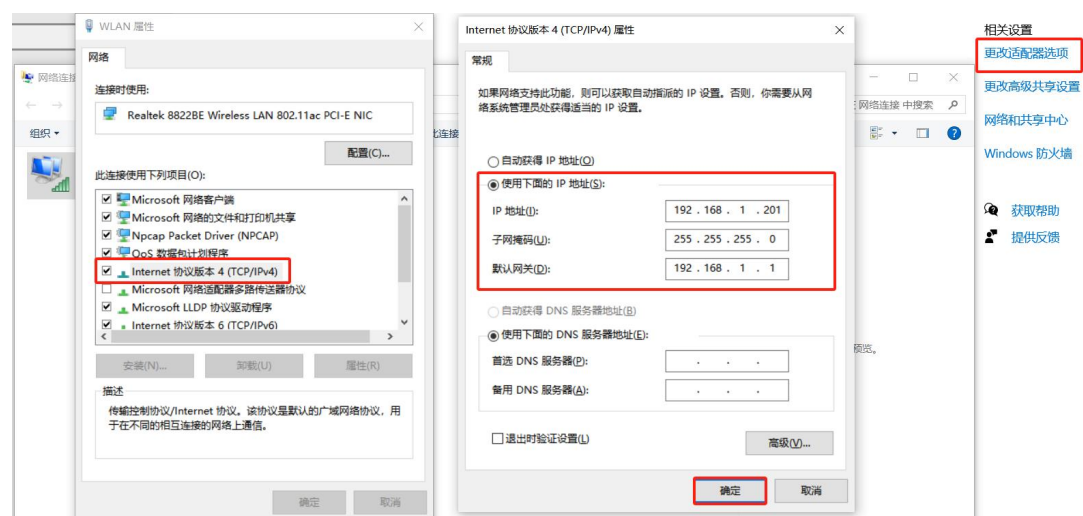 WLAN 属性
网络
连接时使用:
Realtek 8822BE Wireless LAN 802.11ac PCI-E NIC
配置(C)...
此连接使用下列项目(O):
Microsoft 网络客户端
Microsoft 网络的文件和打印机共享
Npcap Packet Driver (NPCAP)
QoS 数据包计划程序
Internet 协议版本 4 (TCP/IPv4)
Microsoft 网络适配器多路传送器协议
Microsoft LLDP 协议驱动程序
Internet 协议版本 6 (TCP/IPv6)
安装(N)...
卸载(U)
属性(R)
描述
传输控制协议/Internet 协议。该协议是默认的广域网络协议，用
于在不同的相互连接的网络上通信。
确定
取消
网络连接
组织
Internet 协议版本 4 (TCP/IPv4) 属性
常规
如果网络支持此功能，则可以获取自动指派的 IP 设置。否则，你需要从网
络系统管理员处获得适当的 IP 设置。
自动获得 IP 地址(O)
使用下面的 IP 地址(S):
IP 地址(I):
192 . 168 . 1 . 201
子网掩码(U):
255 . 255 . 255 . 0
默认网关(D):
192 . 168 . 1 . 1
自动获得 DNS 服务器地址(B)
使用下面的 DNS 服务器地址(E):
首选 DNS 服务器(P):
备用 DNS 服务器(A):
退出时验证设置(L)
高级(V)...
确定
取消
网络连接 中搜索
预览。
相关设置
更改适配器选项
更改高级共享设置
网络和共享中心
Windows 防火墙
获取帮助
提供反馈